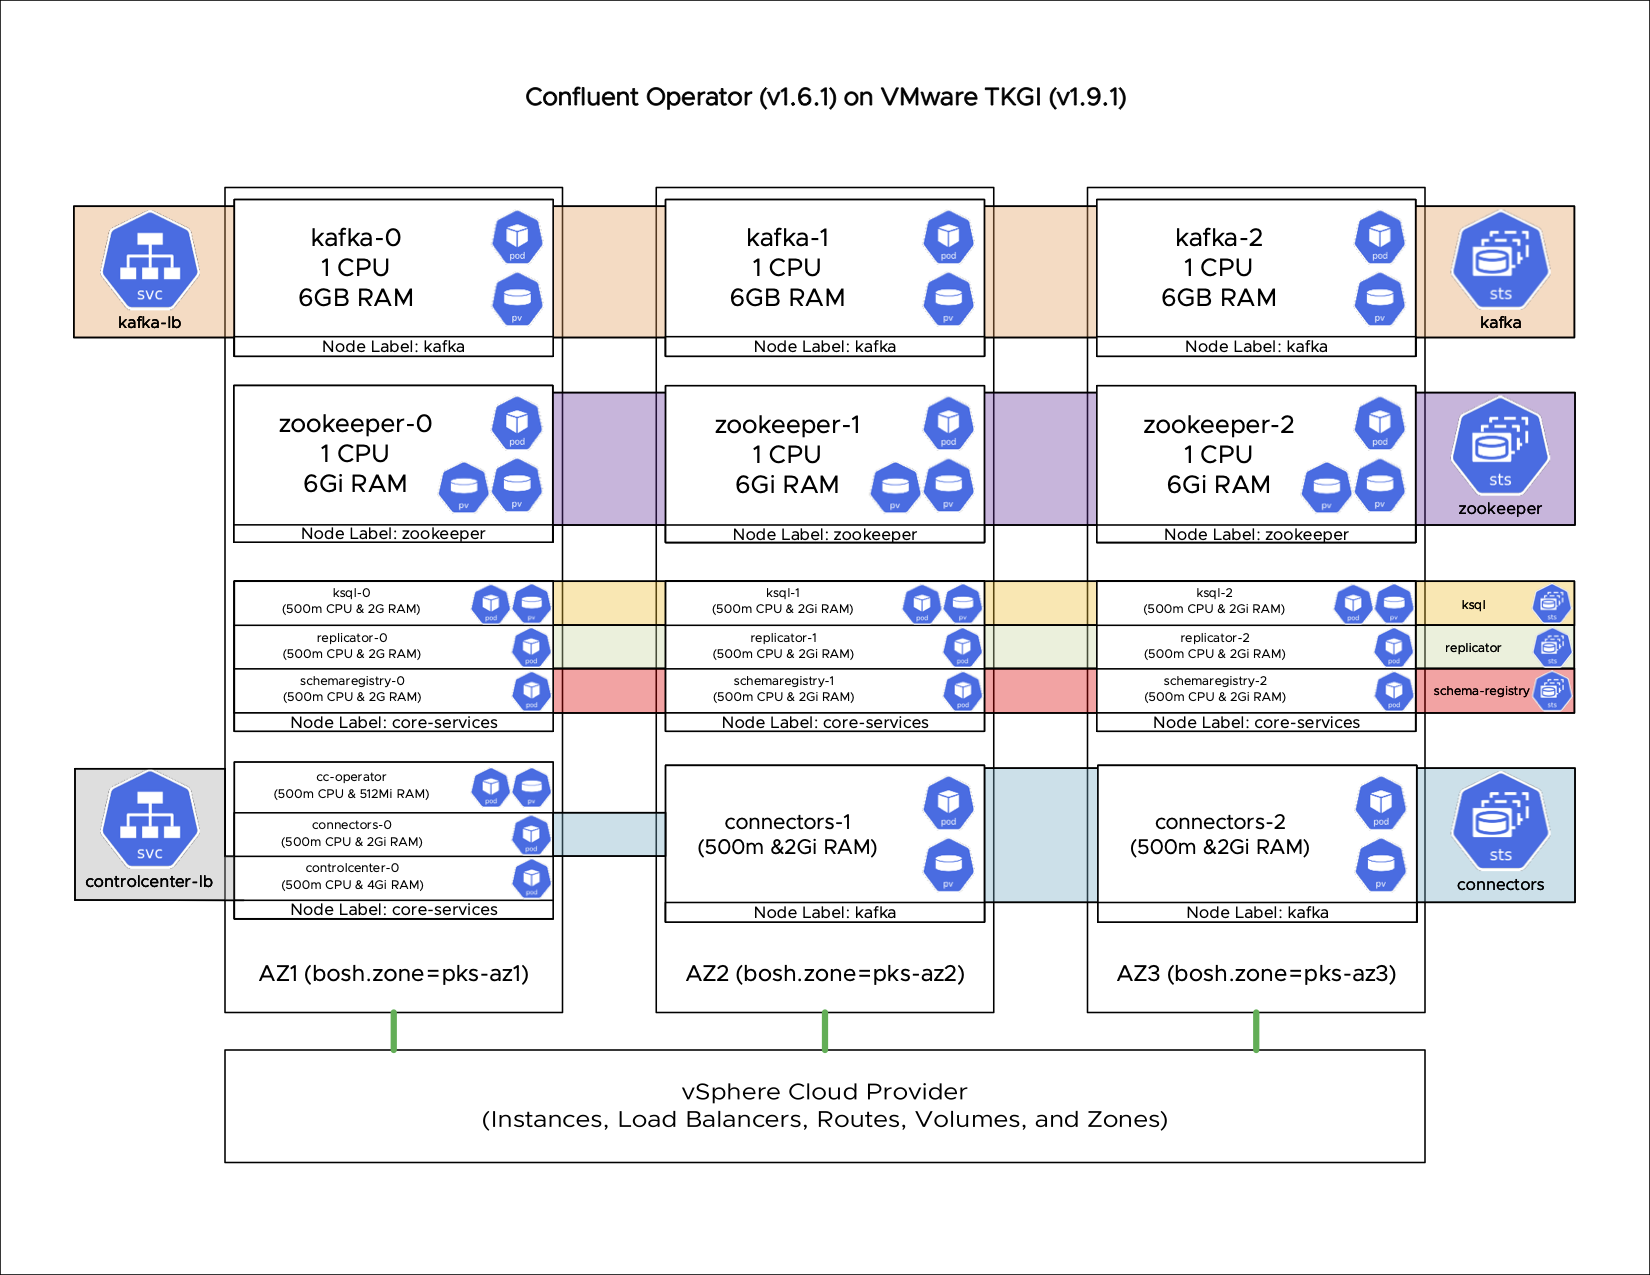 Confluent Operator (v1.6.1) on VMware TKGI (v1.9.1)
svc
kafka-lb
kafka-0
1 CPU
6GB RAM
pod
pv
Node Label: kafka
kafka-1
1 CPU
6GB RAM
pod
pv
Node Label: kafka
kafka-2
1 CPU
6GB RAM
pod
pv
Node Label: kafka
sts
kafka
zookeeper-0
1 CPU
6Gi RAM
pod
pv
pv
Node Label: zookeeper
zookeeper-1
1 CPU
6Gi RAM
pod
pv
pv
Node Label: zookeeper
zookeeper-2
1 CPU
6Gi RAM
pod
pv
pv
Node Label: zookeeper
sts
zookeeper
ksql-0
(500m CPU & 2G RAM)
pod
pv
replicator-0
(500m CPU & 2G RAM)
pod
schemaregistry-0
(500m CPU & 2G RAM)
pod
Node Label: core-services
ksql-1
(500m CPU & 2Gi RAM)
pod
pv
replicator-1
(500m CPU & 2Gi RAM)
pod
schemaregistry-1
(500m CPU & 2Gi RAM)
pod
Node Label: core-services
ksql-2
(500m CPU & 2Gi RAM)
pod
pv
replicator-2
(500m CPU & 2Gi RAM)
pod
schemaregistry-2
(500m CPU & 2Gi RAM)
pod
Node Label: core-services
ksql
sts
replicator
sts
schema-registry
sts
svc
controlcenter-lb
cc-operator
(500m CPU & 512Mi RAM)
pod
pv
connectors-0
(500m CPU & 2Gi RAM)
pod
controlcenter-0
(500m CPU & 4Gi RAM)
pod
Node Label: core-services
connectors-1
(500m &2Gi RAM)
pod
pv
Node Label: kafka
connectors-2
(500m &2Gi RAM)
pod
pv
Node Label: kafka
sts
connectors
AZ1 (bosh.zone=pks-az1)
AZ2 (bosh.zone=pks-az2)
AZ3 (bosh.zone=pks-az3)
vSphere Cloud Provider
(Instances, Load Balancers, Routes, Volumes, and Zones)